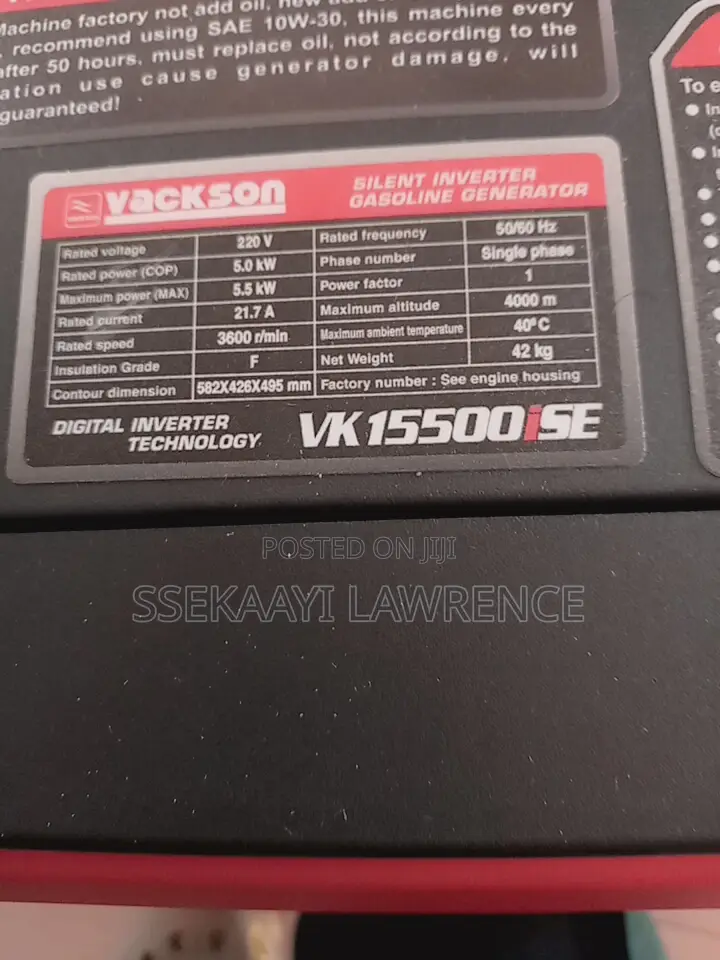 Machine factory not add oil,
recommend using SAE 10W-30, this machine every
after 50 hours, must replace oil, not according to the
ation use cause generator damage, will
guaranteed!
To e
vackson
SILENT INVERTER
GASOLINE GENERATOR
Rated voltage 220 V Rated frequency 50/60 Hz
Rated power (COP) 5.0 kW Phase number Single phase
Maximum power (MAX) 5.5 kW Power factor 1
Rated current 21.7 A Maximum altitude 4000 m
Rated speed 3600 r/min Maximum ambient temperature 40°C
Insulation Grade F Net Weight 42 kg
Contour dimension 582X426X495 mm Factory number : See engine housing
DIGITAL INVERTER
TECHNOLOGY
VK15500iSE
POSTED ON JIJI
SSEKAAYI LAWRENCE